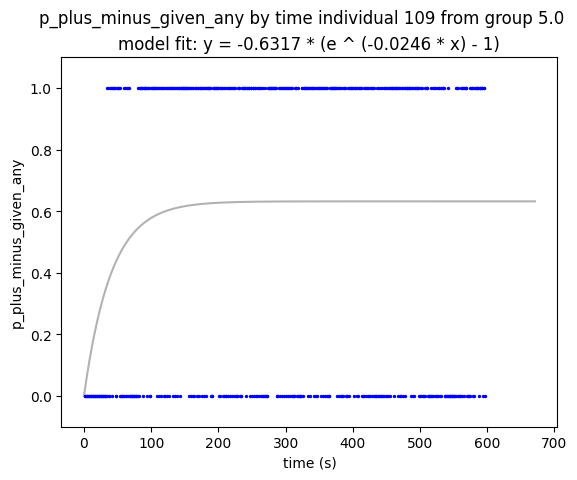 p_plus_minus_given_any by time individual 109 from group 5.0
model fit: y = -0.6317 * (e ^ (-0.0246 * x) - 1)
1.0
0.8
0.6
0.4
0.2
0.0
p_plus_minus_given_any
0 100 200 300 400 500 600 700
time (s)